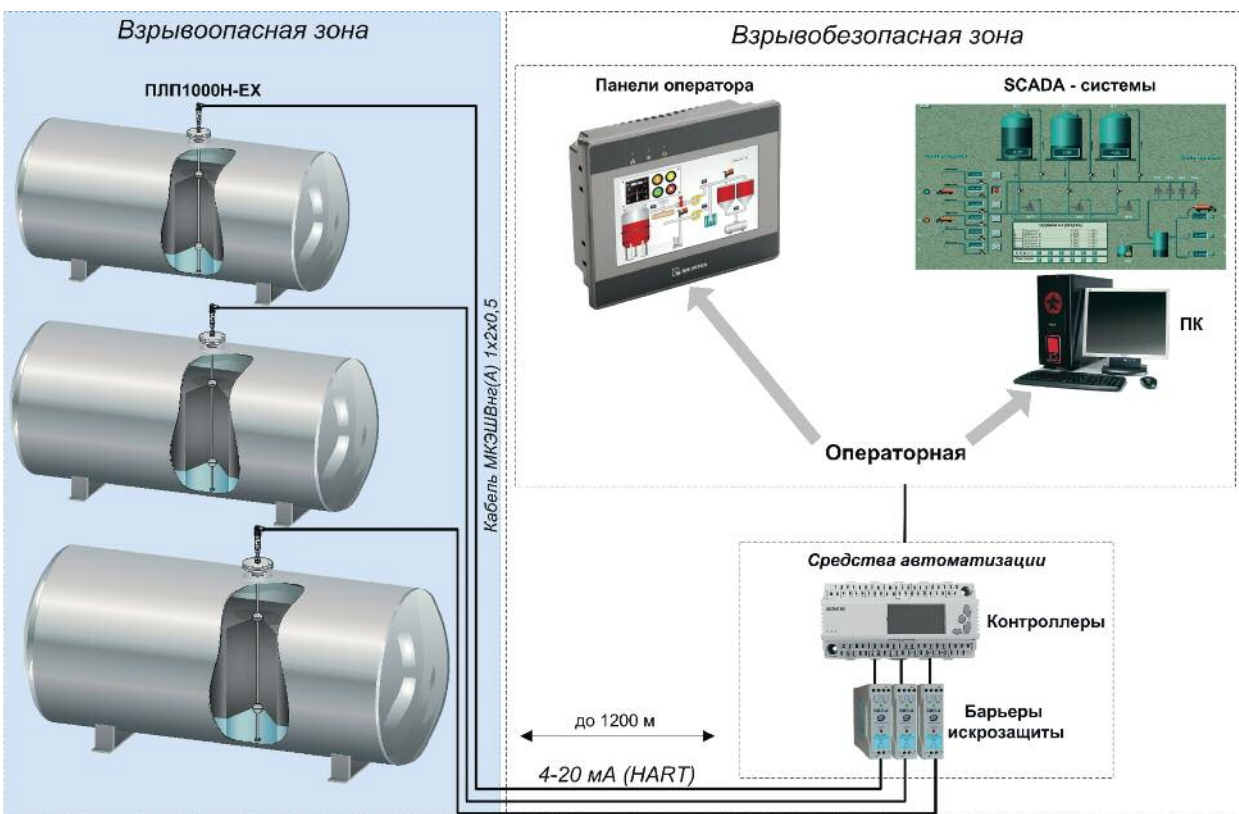 Взрывоопасная зона
ПЛП1000Н-EX
Кабель МКЭШВнг(А) 1х2х0,5
Взрывобезопасная зона
Панели оператора
SCADA - системы
ПК
Операторная
Средства автоматизации
Контроллеры
Барьеры
искрозащиты
до 1200 м
4-20 мА (HART)